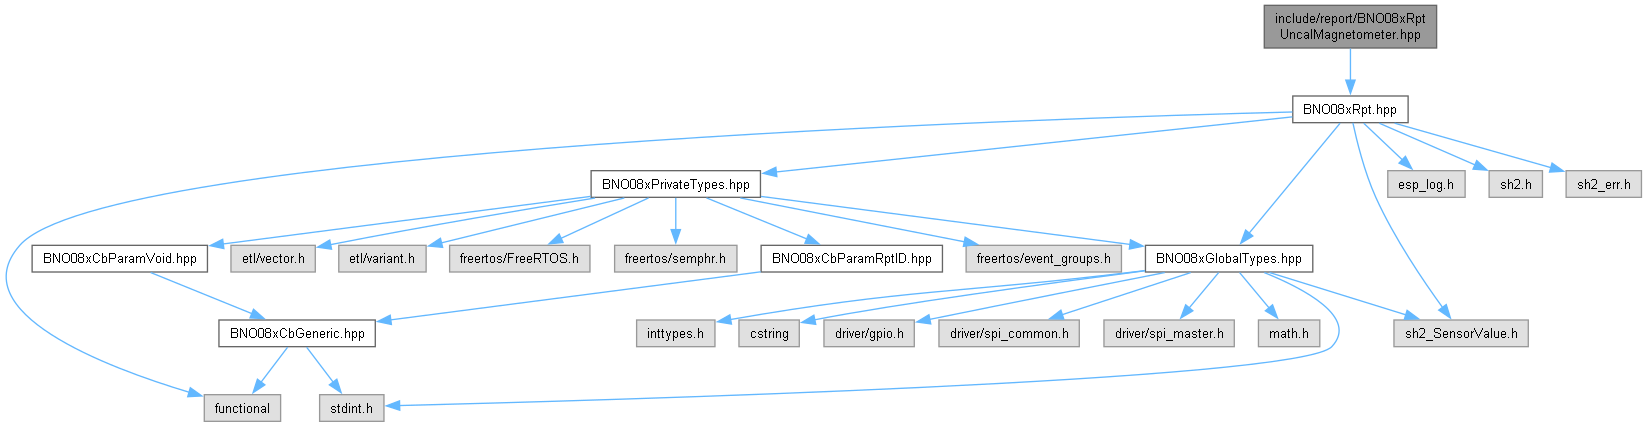 include/report/BNO08xRpt
UncalMagnetometer.hpp
BNO08xRpt.hpp
BNO08xPrivateTypes.hpp
esp_log.h
sh2.h
sh2_err.h
BNO08xCbParamVoid.hpp
etl/vector.h
etl/variant.h
freertos/FreeRTOS.h
freertos/semphr.h
BNO08xCbParamRptID.hpp
freertos/event_groups.h
BNO08xGlobalTypes.hpp
BNO08xCbGeneric.hpp
inttypes.h
cstring
driver/gpio.h
driver/spi_common.h
driver/spi_master.h
math.h
sh2_SensorValue.h
functional
stdint.h